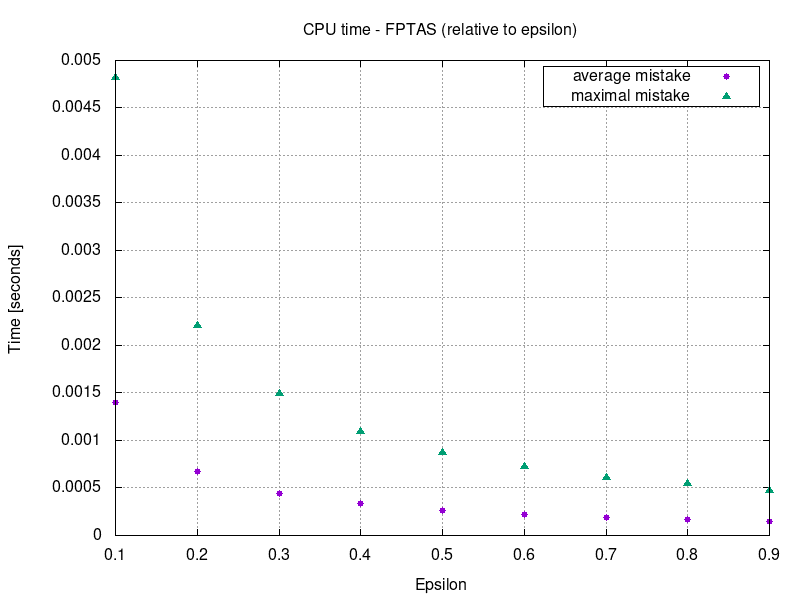 CPU time - FPTAS (relative to epsilon)
average mistake
maximal mistake
0.005
0.0045
0.004
0.0035
0.003
0.0025
0.002
0.0015
0.001
0.0005
0
Time [seconds]
0.1 0.2 0.3 0.4 0.5 0.6 0.7 0.8 0.9
Epsilon